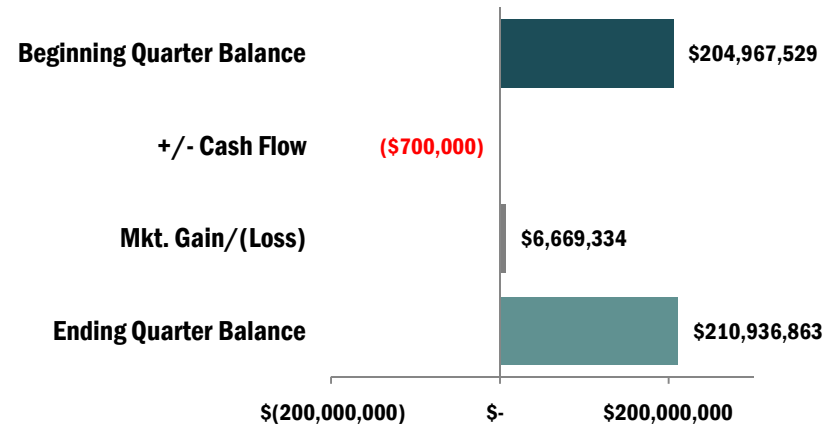 Beginning Quarter Balance $204,967,529
+/- Cash Flow ($700,000)
Mkt. Gain/(Loss) $6,669,334
Ending Quarter Balance $210,936,863
$(200,000,000) $- $200,000,000